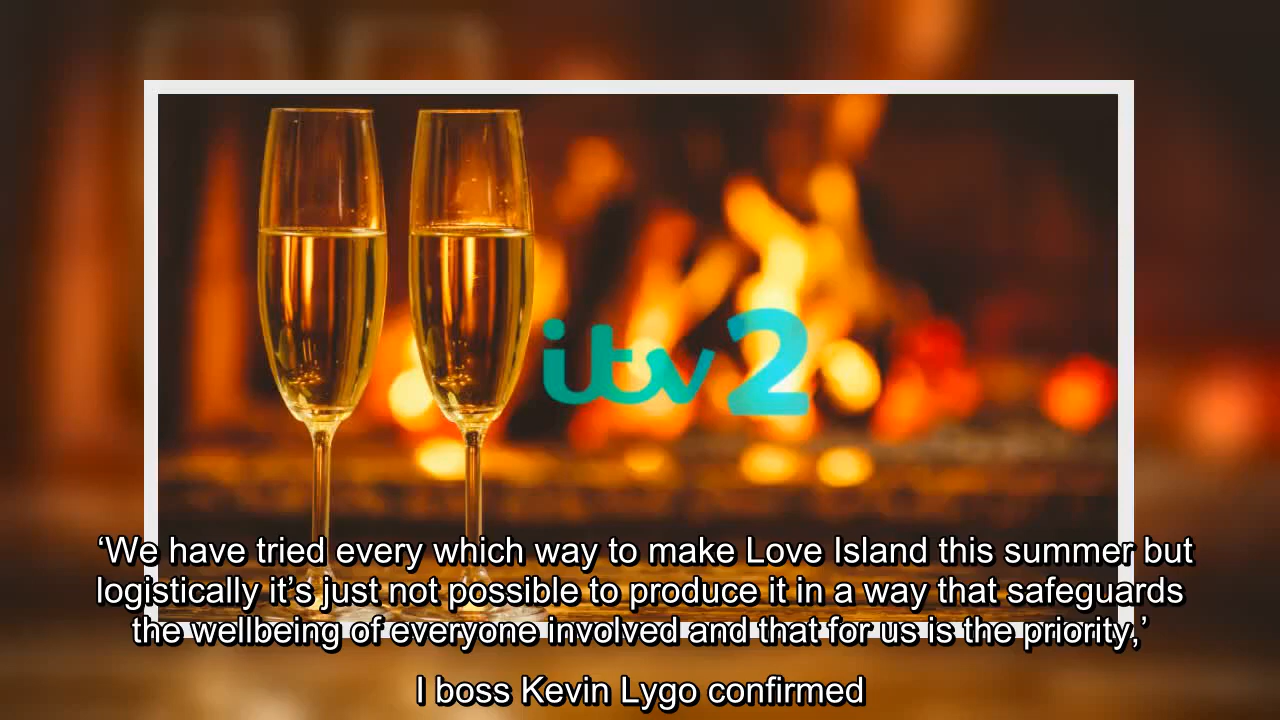 itv 2
‘We have tried every which way to make Love Island this summer but
logistically it’s just not possible to produce it in a way that safeguards
the wellbeing of everyone involved and that for us is the priority,’
I boss Kevin Lygo confirmed